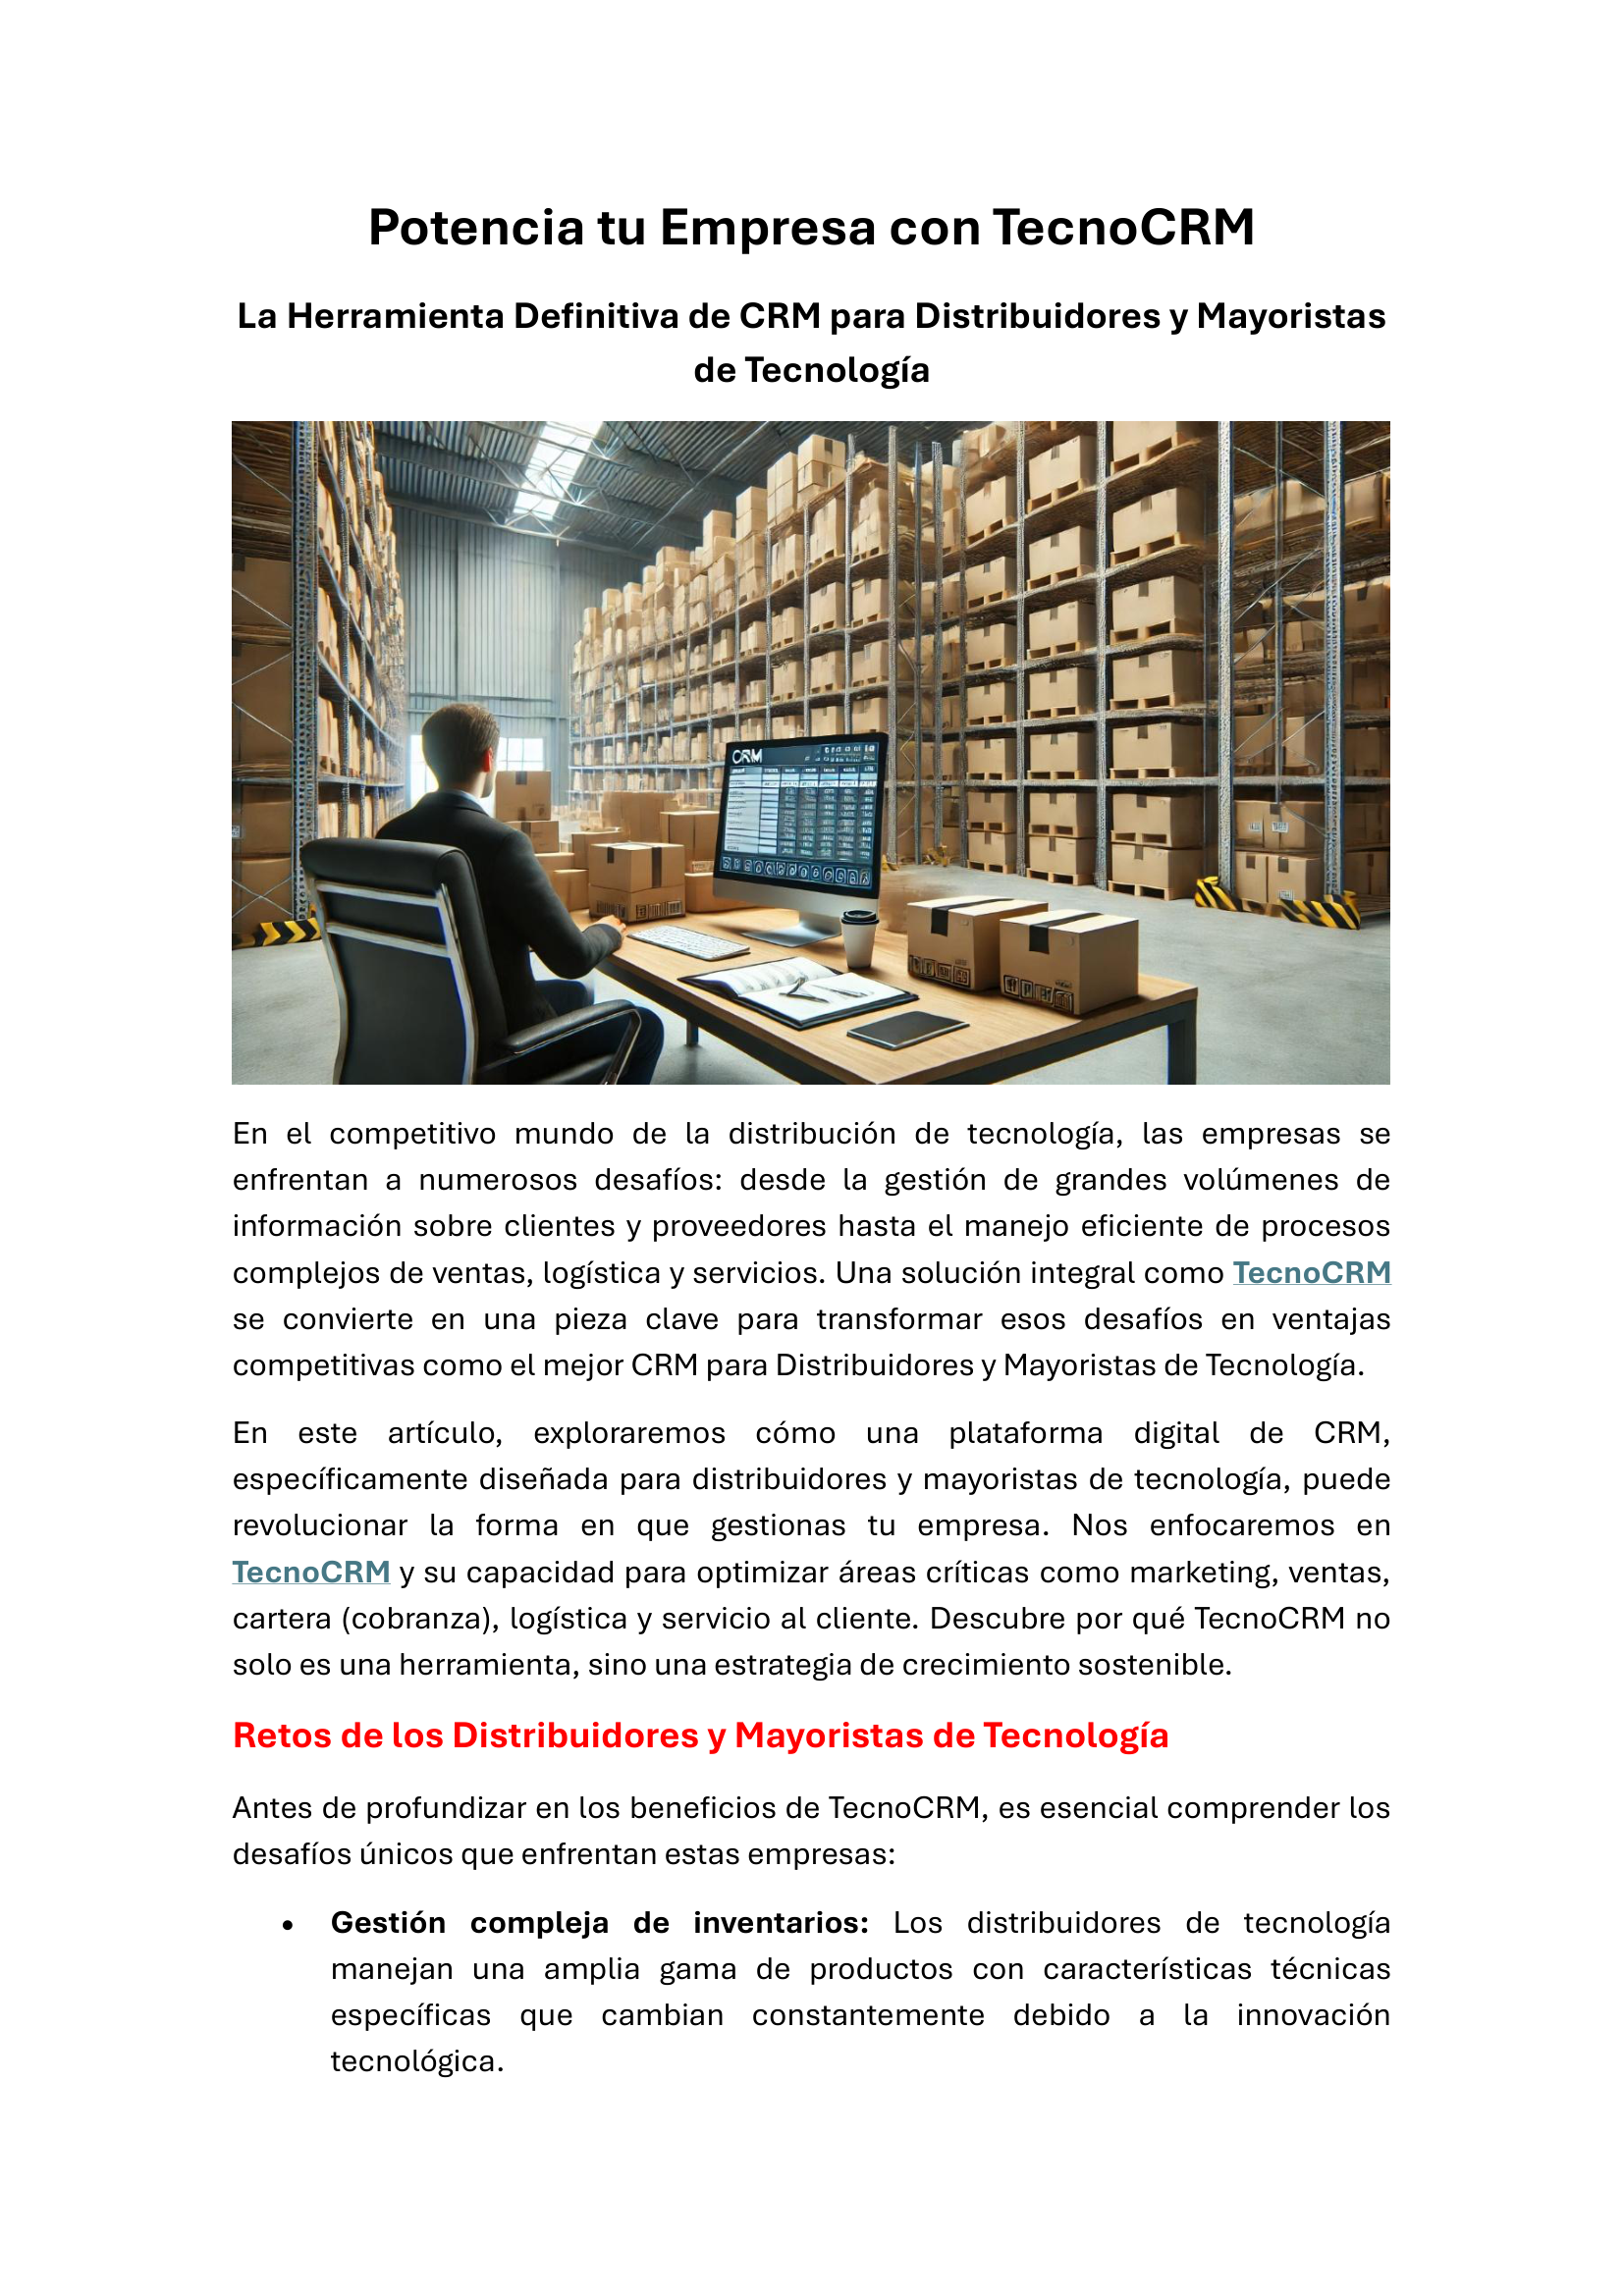 Potencia tu Empresa con TecnoCRM
La Herramienta Definitiva de CRM para Distribuidores y Mayoristas
de Tecnología
CRM
En el competitivo mundo de la distribución de tecnología, las empresas se
enfrentan a numerosos desafíos: desde la gestión de grandes volúmenes de
información sobre clientes y proveedores hasta el manejo eficiente de procesos
complejos de ventas, logística y servicios. Una solución integral como TecnoCRM
se convierte en una pieza clave para transformar esos desafíos en ventajas
competitivas como el mejor CRM para Distribuidores y Mayoristas de Tecnología.
En este artículo, exploraremos cómo una plataforma digital de CRM,
específicamente diseñada para distribuidores y mayoristas de tecnología, puede
revolucionar la forma en que gestionas tu empresa. Nos enfocaremos en
TecnoCRM y su capacidad para optimizar áreas críticas como marketing, ventas,
cartera (cobranza), logística y servicio al cliente. Descubre por qué TecnoCRM no
solo es una herramienta, sino una estrategia de crecimiento sostenible.
Retos de los Distribuidores y Mayoristas de Tecnología
Antes de profundizar en los beneficios de TecnoCRM, es esencial comprender los
desafíos únicos que enfrentan estas empresas:
• Gestión compleja de inventarios: Los distribuidores de tecnología
manejan una amplia gama de productos con características técnicas
específicas que cambian constantemente debido a la innovación
tecnológica.